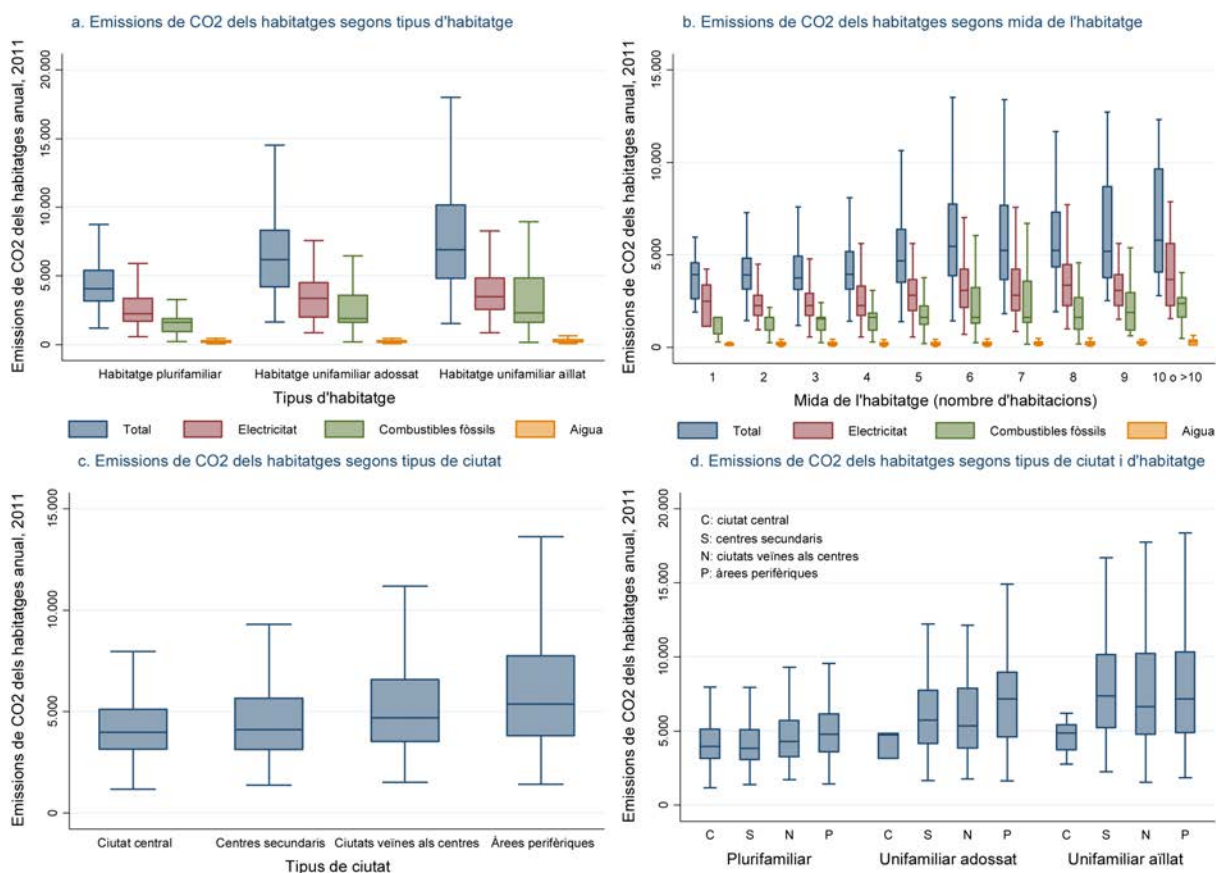 a. Emissions de CO2 dels habitatges segons tipus d'habitatge
Emissions de CO2 dels habitatges anual, 2011
20.000
15.000
10.000
5.000
0
Habitatge plurifamiliar
Habitatge unifamiliar adossat
Habitatge unifamiliar aïllat
Tipus d'habitatge
Total
Electricitat
Combustibles fòssils
Aigua
b. Emissions de CO2 dels habitatges segons mida de l'habitatge
Emissions de CO2 dels habitatges anual, 2011
15.000
10.000
5.000
0
1 2 3 4 5 6 7 8 9 10 o >10
Mida de l'habitatge (nombre d'habitacions)
Total
Electricitat
Combustibles fòssils
Aigua
c. Emissions de CO2 dels habitatges segons tipus de ciutat
Emissions de CO2 dels habitatges anual, 2011
15.000
10.000
5.000
0
Ciutat central
Centres secundaris
Ciutats veïnes als centres
Àrees perifèriques
Tipus de ciutat
d. Emissions de CO2 dels habitatges segons tipus de ciutat i d'habitatge
Emissions de CO2 dels habitatges anual, 2011
20.000
15.000
10.000
5.000
0
C: ciutat central
S: centres secundaris
N: ciutats veïnes als centres
P: àrees perifèriques
C S N P C S N P C S N P
Plurifamiliar
Unifamiliar adossat
Unifamiliar aïllat